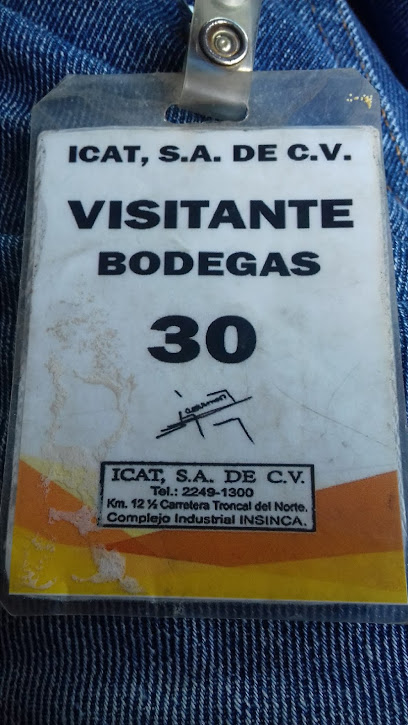 ICAT, S.A. DE C.V.
VISITANTE
BODEGAS
30
ICAT, S.A. DE C.V.
Tel.: 2249-1300
Km. 12 ½ Carretera Troncal del Norte.
Complejo Industrial INSINCA.